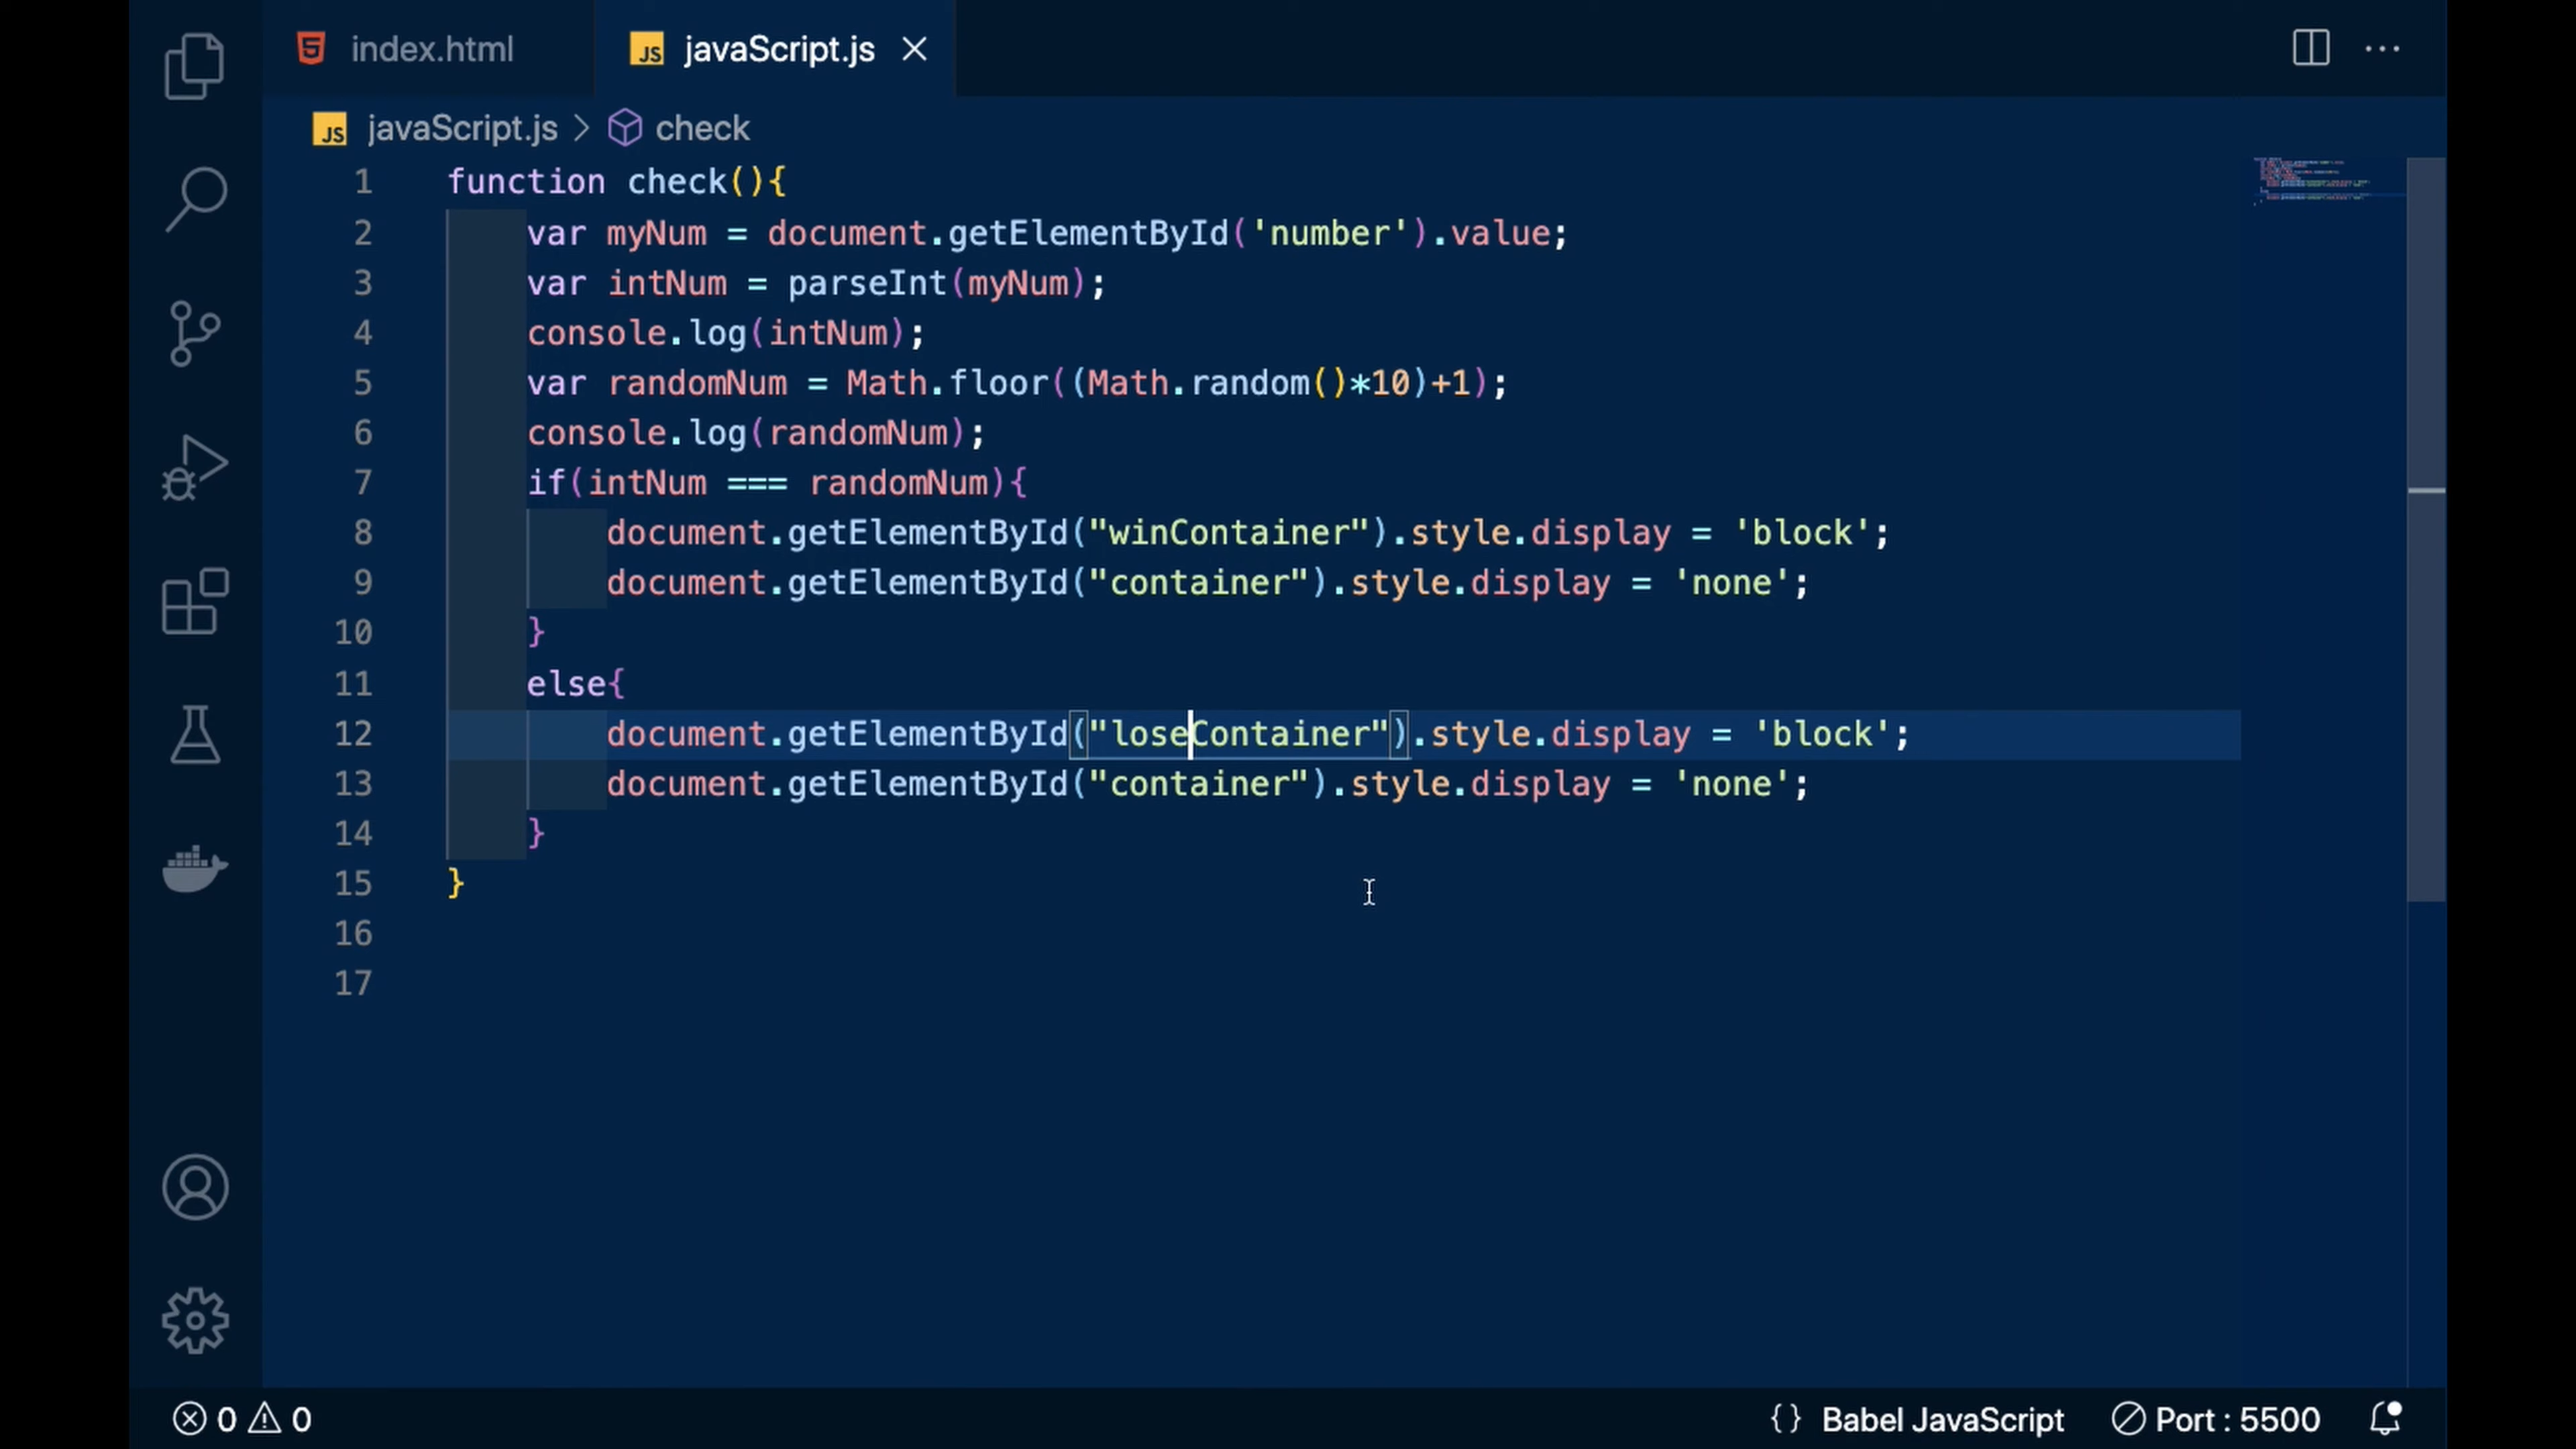 index.html
JS javaScript.js
JS javaScript.js > check
1 function check(){
2     var myNum = document.getElementById('number').value;
3     var intNum = parseInt(myNum);
4     console.log(intNum);
5     var randomNum = Math.floor((Math.random()*10)+1);
6     console.log(randomNum);
7     if(intNum === randomNum){
8         document.getElementById("winContainer").style.display = 'block';
9         document.getElementById("container").style.display = 'none';
10     }
11     else{
12         document.getElementById("loseContainer").style.display = 'block';
13         document.getElementById("container").style.display = 'none';
14     }
15 }
16
17
0 0 {} Babel JavaScript Port : 5500